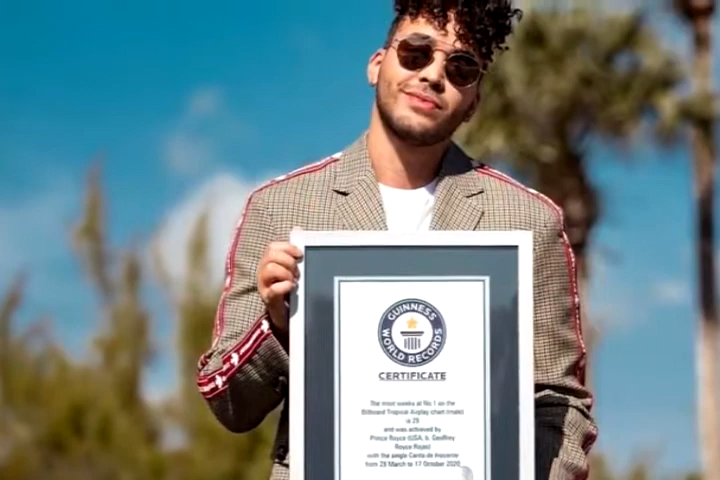 GUINNESS
WORLD RECORDS
CERTIFICATE
The most weeks at No.1 on the
Billboard Tropical Airplay chart (male)
is 29
and was achieved by
Prince Royce (USA, b. Geoffrey
Royce Rojas)
with the single Carita de Inocente
from 28 March to 17 October 2020